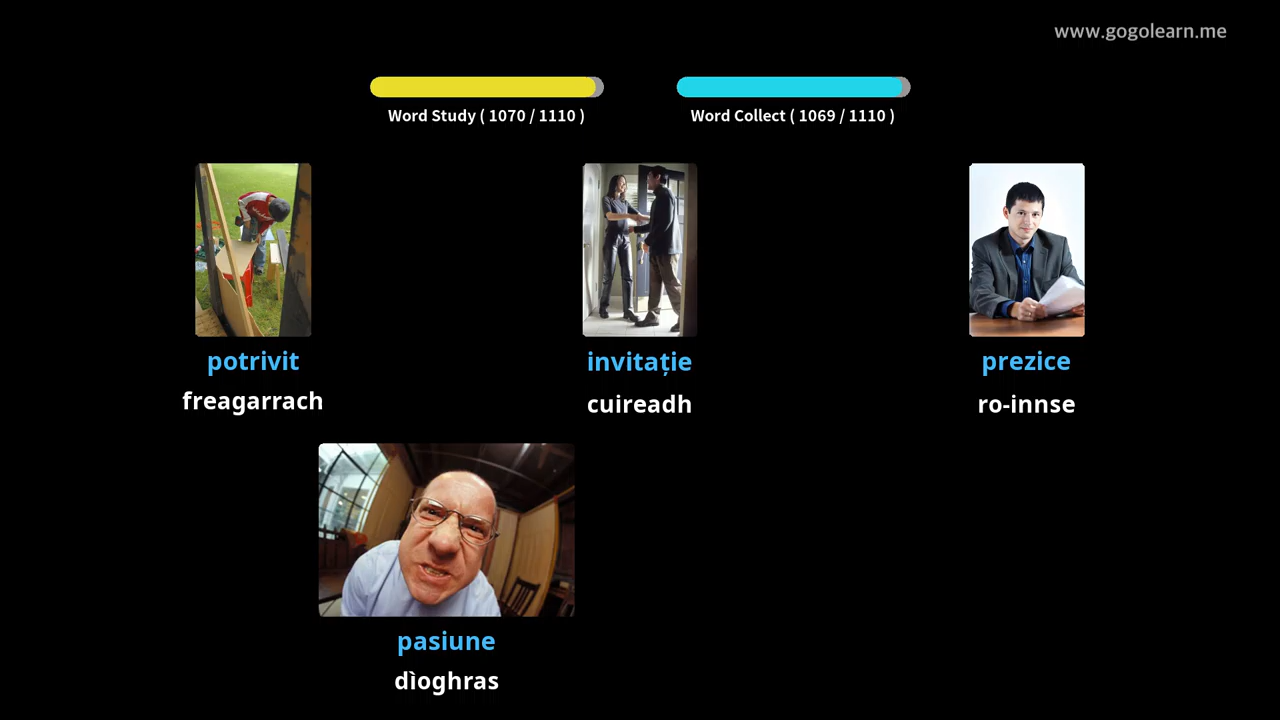 www.gogolearn.me
Word Study ( 1070 / 1110 )
Word Collect ( 1069 / 1110 )
potrivit
freagarrach
invitație
cuireadh
prezice
ro-innse
pasiune
dìoghras